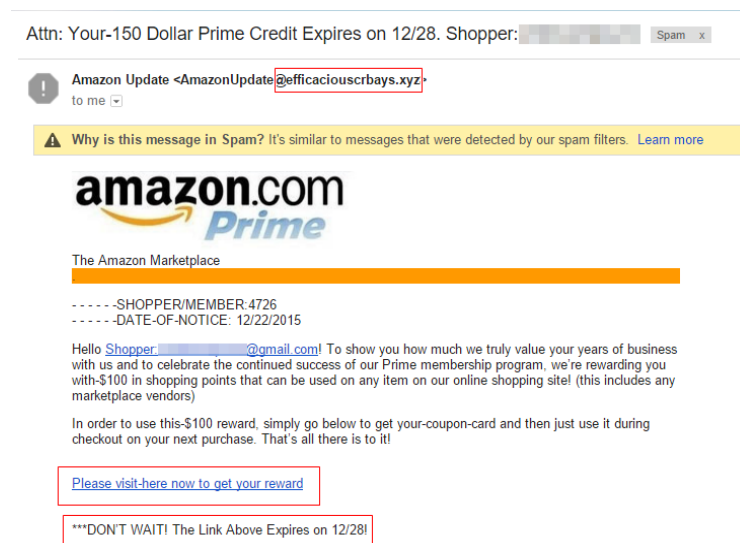 Attn: Your-150 Dollar Prime Credit Expires on 12/28. Shopper:
Spam x
Amazon Update <AmazonUpdate@efficaciouscrbays.xyz>
to me
Why is this message in Spam? It's similar to messages that were detected by our spam filters. Learn more
amazon.com
Prime
The Amazon Marketplace
- - - - - -SHOPPER/MEMBER:4726
- - - - - -DATE-OF-NOTICE: 12/22/2015
Hello Shopper: @gmail.com! To show you how much we truly value your years of business
with us and to celebrate the continued success of our Prime membership program, we're rewarding you
with-$100 in shopping points that can be used on any item on our online shopping site! (this includes any
marketplace vendors)
In order to use this-$100 reward, simply go below to get your-coupon-card and then just use it during
checkout on your next purchase. That's all there is to it!
Please visit-here now to get your reward
***DON'T WAIT! The Link Above Expires on 12/28!